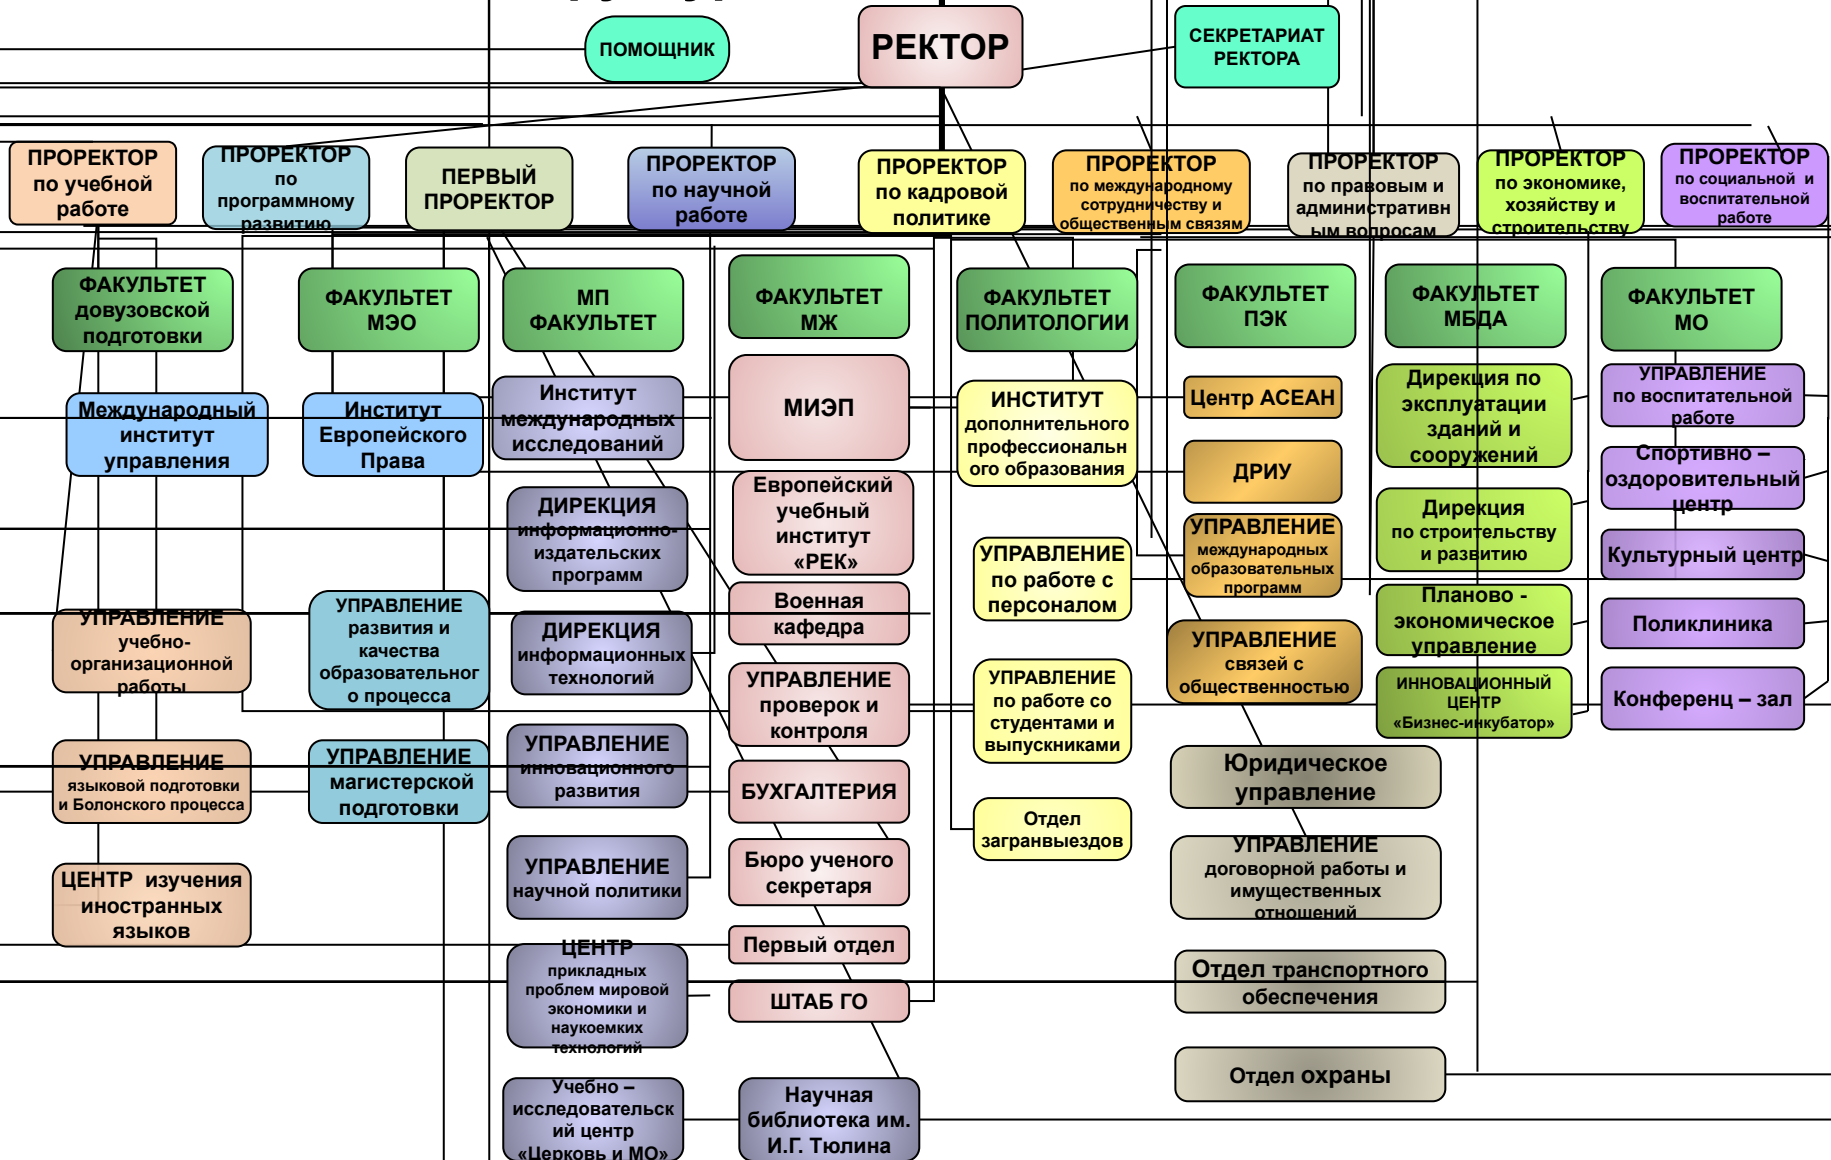 ПОМОЩНИК
РЕКТОР
СЕКРЕТАРИАТ
РЕКТОРА
ПРОРЕКТОР
по учебной
работе
ПРОРЕКТОР
по
программному
развитию
ПЕРВЫЙ
ПРОРЕКТОР
ПРОРЕКТОР
по научной
работе
ПРОРЕКТОР
по кадровой
политике
ПРОРЕКТОР
по международному
сотрудничеству и
общественным связям
ПРОРЕКТОР
по правовым и
административн
ым вопросам
ПРОРЕКТОР
по экономике,
хозяйству и
строительству
ПРОРЕКТОР
по социальной и
воспитательной
работе
ФАКУЛЬТЕТ
довузовской
подготовки
ФАКУЛЬТЕТ
МЭО
МП
ФАКУЛЬТЕТ
ФАКУЛЬТЕТ
МЖ
ФАКУЛЬТЕТ
ПОЛИТОЛОГИИ
ФАКУЛЬТЕТ
ПЭК
ФАКУЛЬТЕТ
МБДА
ФАКУЛЬТЕТ
МО
Международный
институт
управления
Институт
Европейского
Права
Институт
международных
исследований
МИЭП
ИНСТИТУТ
дополнительного
профессиональн
ого образования
Центр АСЕАН
Дирекция по
эксплуатации
зданий и
сооружений
УПРАВЛЕНИЕ
по воспитательной
работе
ДИРЕКЦИЯ
информационно-
издательских
программ
Европейский
учебный
институт
«РЕК»
ДРИУ
Спортивно –
оздоровительный
центр
УПРАВЛЕНИЕ
по работе с
персоналом
УПРАВЛЕНИЕ
международных
образовательных
программ
Дирекция
по строительству
и развитию
Культурный центр
УПРАВЛЕНИЕ
учебно-
организационной
работы
УПРАВЛЕНИЕ
развития и
качества
образовательног
о процесса
ДИРЕКЦИЯ
информационных
технологий
Военная
кафедра
УПРАВЛЕНИЕ
связей с
общественностью
Планово -
экономическое
управление
Поликлиника
УПРАВЛЕНИЕ
проверок и
контроля
УПРАВЛЕНИЕ
по работе со
студентами и
выпускниками
ИННОВАЦИОННЫЙ
ЦЕНТР
«Бизнес-инкубатор»
Конференц – зал
УПРАВЛЕНИЕ
языковой подготовки
и Болонского процесса
УПРАВЛЕНИЕ
магистерской
подготовки
УПРАВЛЕНИЕ
инновационного
развития
БУХГАЛТЕРИЯ
Отдел
загранвыездов
Юридическое
управление
ЦЕНТР изучения
иностранных
языков
УПРАВЛЕНИЕ
научной политики
Бюро ученого
секретаря
УПРАВЛЕНИЕ
договорной работы и
имущественных
отношений
ЦЕНТР
прикладных
проблем мировой
экономики и
наукоемких
технологий
Первый отдел
ШТАБ ГО
Отдел транспортного
обеспечения
Учебно –
исследовательск
ий центр
«Церковь и МО»
Научная
библиотека им.
И.Г. Тюлина
Отдел охраны